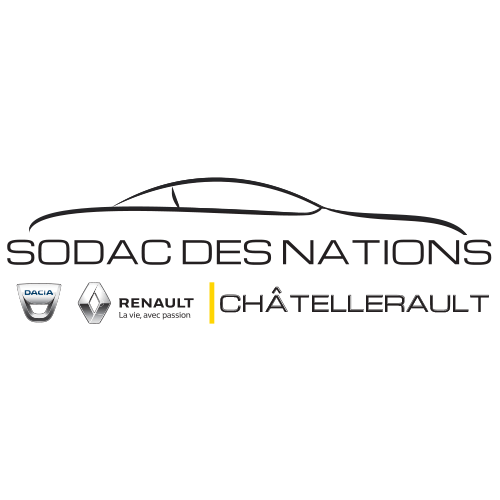 SODAC DES NATIONS
DACIA
RENAULT
La vie, avec passion
CHÂTELLERAULT